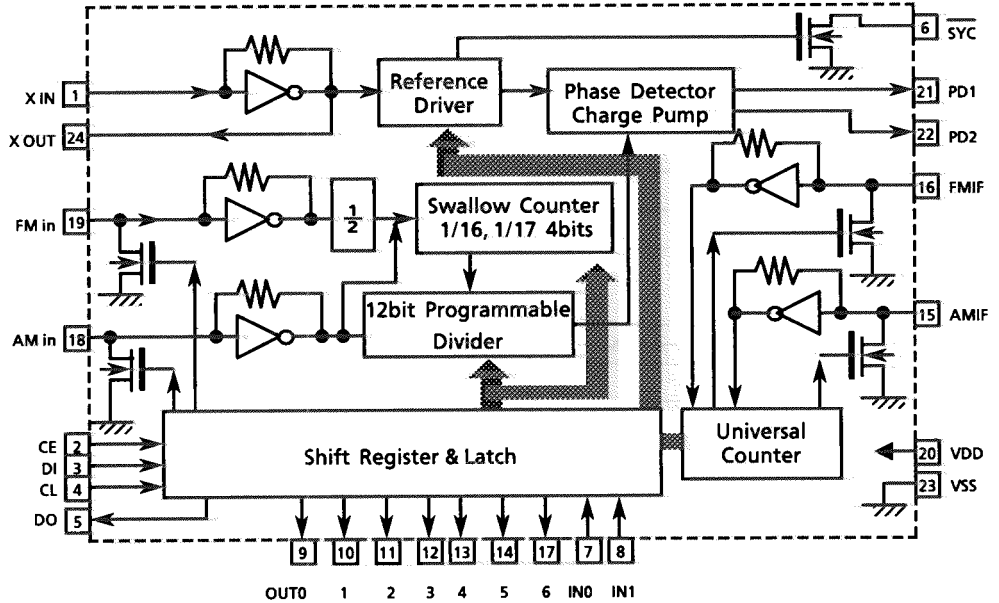 6 SYC
X IN 1
Reference
Driver
Phase Detector
Charge Pump
21 PD1
X OUT 24
22 PD2
16 FMIF
FM in 19
1
2
Swallow Counter
1/16, 1/17 4bits
12bit Programmable
Divider
15 AMIF
AM in 18
CE 2
DI 3
CL 4
DO 5
Shift Register & Latch
Universal
Counter
20 VDD
23 VSS
9 10 11 12 13 14 17 7 8
OUT0 1 2 3 4 5 6 IN0 IN1